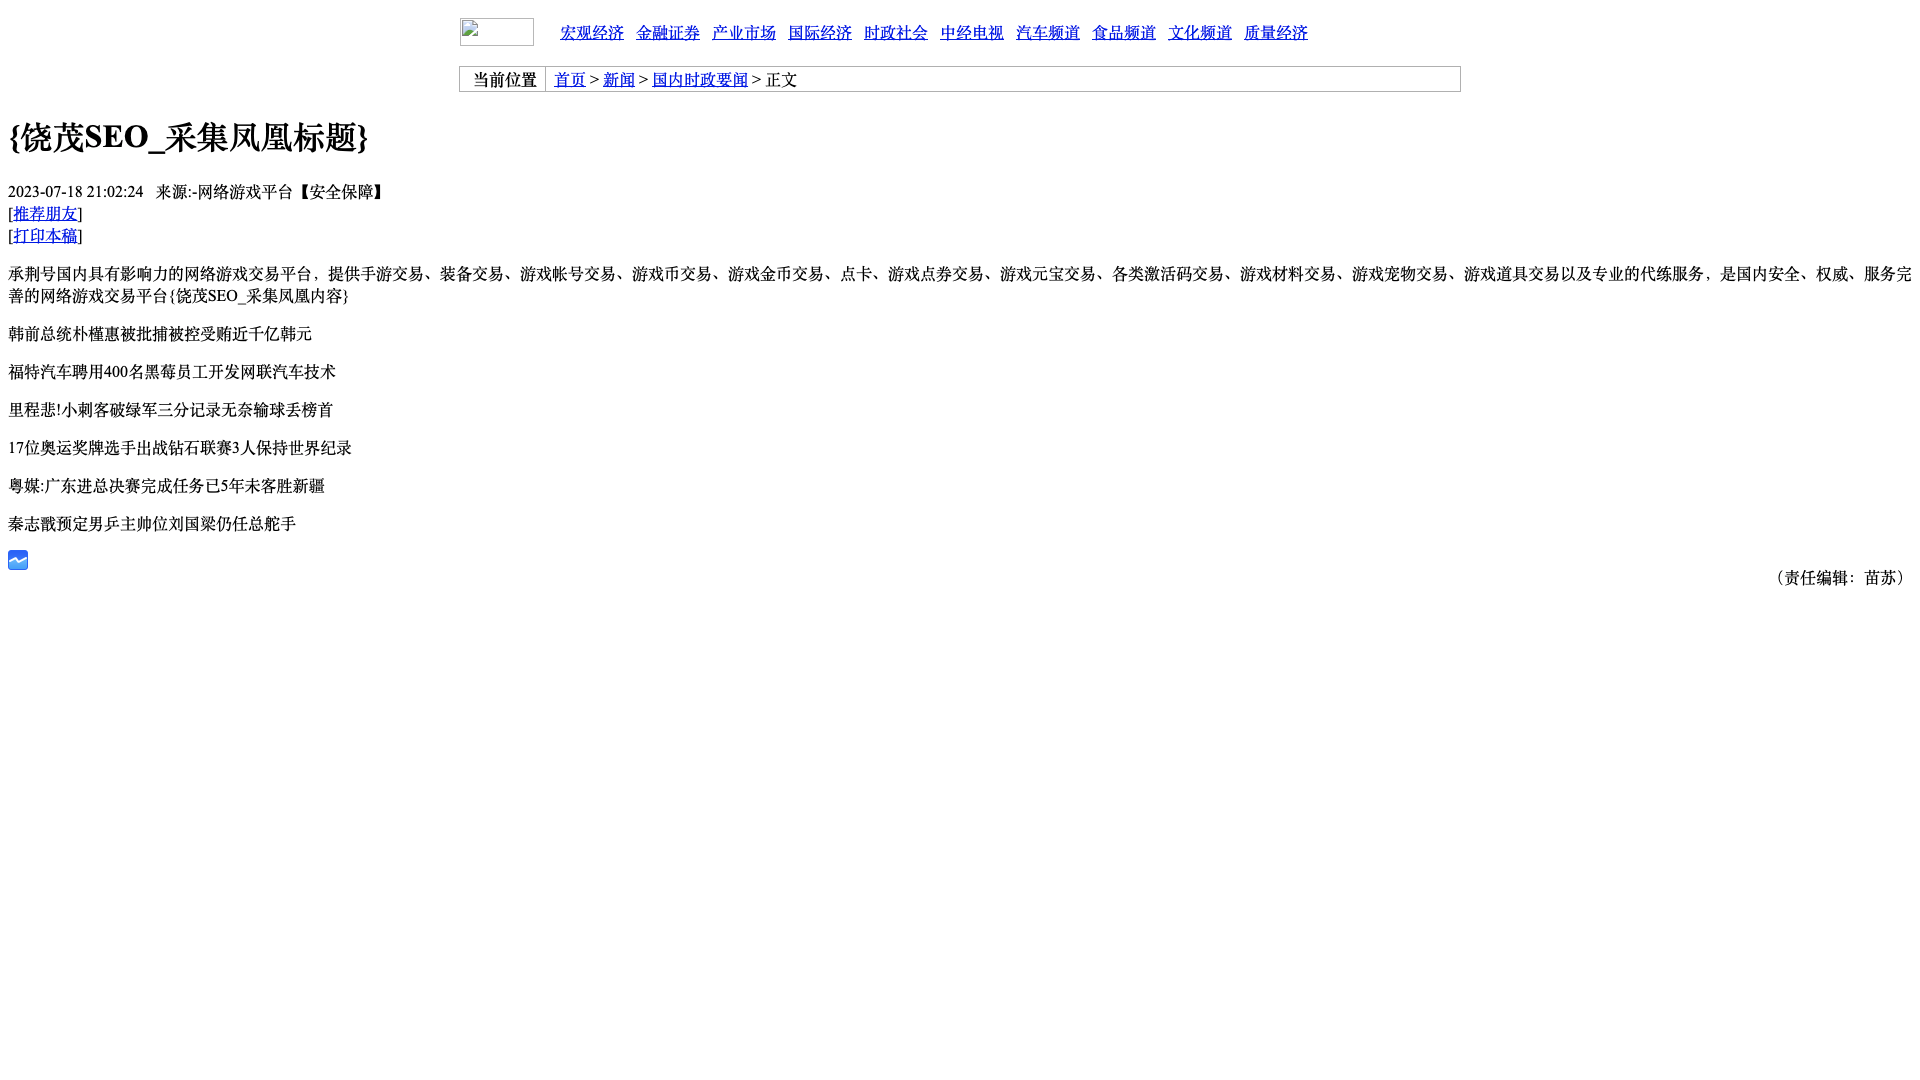 宏观经济 金融证券 产业市场 国际经济 时政社会 中经电视 汽车频道 食品频道 文化频道 质量经济
当前位置 首页 > 新闻 > 国内时政要闻 > 正文
{饶茂SEO_采集凤凰标题}
2023-07-18 21:02:24 来源:-网络游戏平台【安全保障】
[推荐朋友]
[打印本稿]
承荆号国内具有影响力的网络游戏交易平台，提供手游交易、装备交易、游戏帐号交易、游戏币交易、游戏金币交易、点卡、游戏点券交易、游戏元宝交易、各类激活码交易、游戏材料交易、游戏宠物交易、游戏道具交易以及专业的代练服务，是国内安全、权威、服务完
善的网络游戏交易平台{饶茂SEO_采集凤凰内容}
韩前总统朴槿惠被批捕被控受贿近千亿韩元
福特汽车聘用400名黑莓员工开发网联汽车技术
里程悲!小刺客破绿军三分记录无奈输球丢榜首
17位奥运奖牌选手出战钻石联赛3人保持世界纪录
粤媒:广东进总决赛完成任务已5年未客胜新疆
秦志戬预定男乒主帅位刘国梁仍任总舵手
（责任编辑：苗苏）